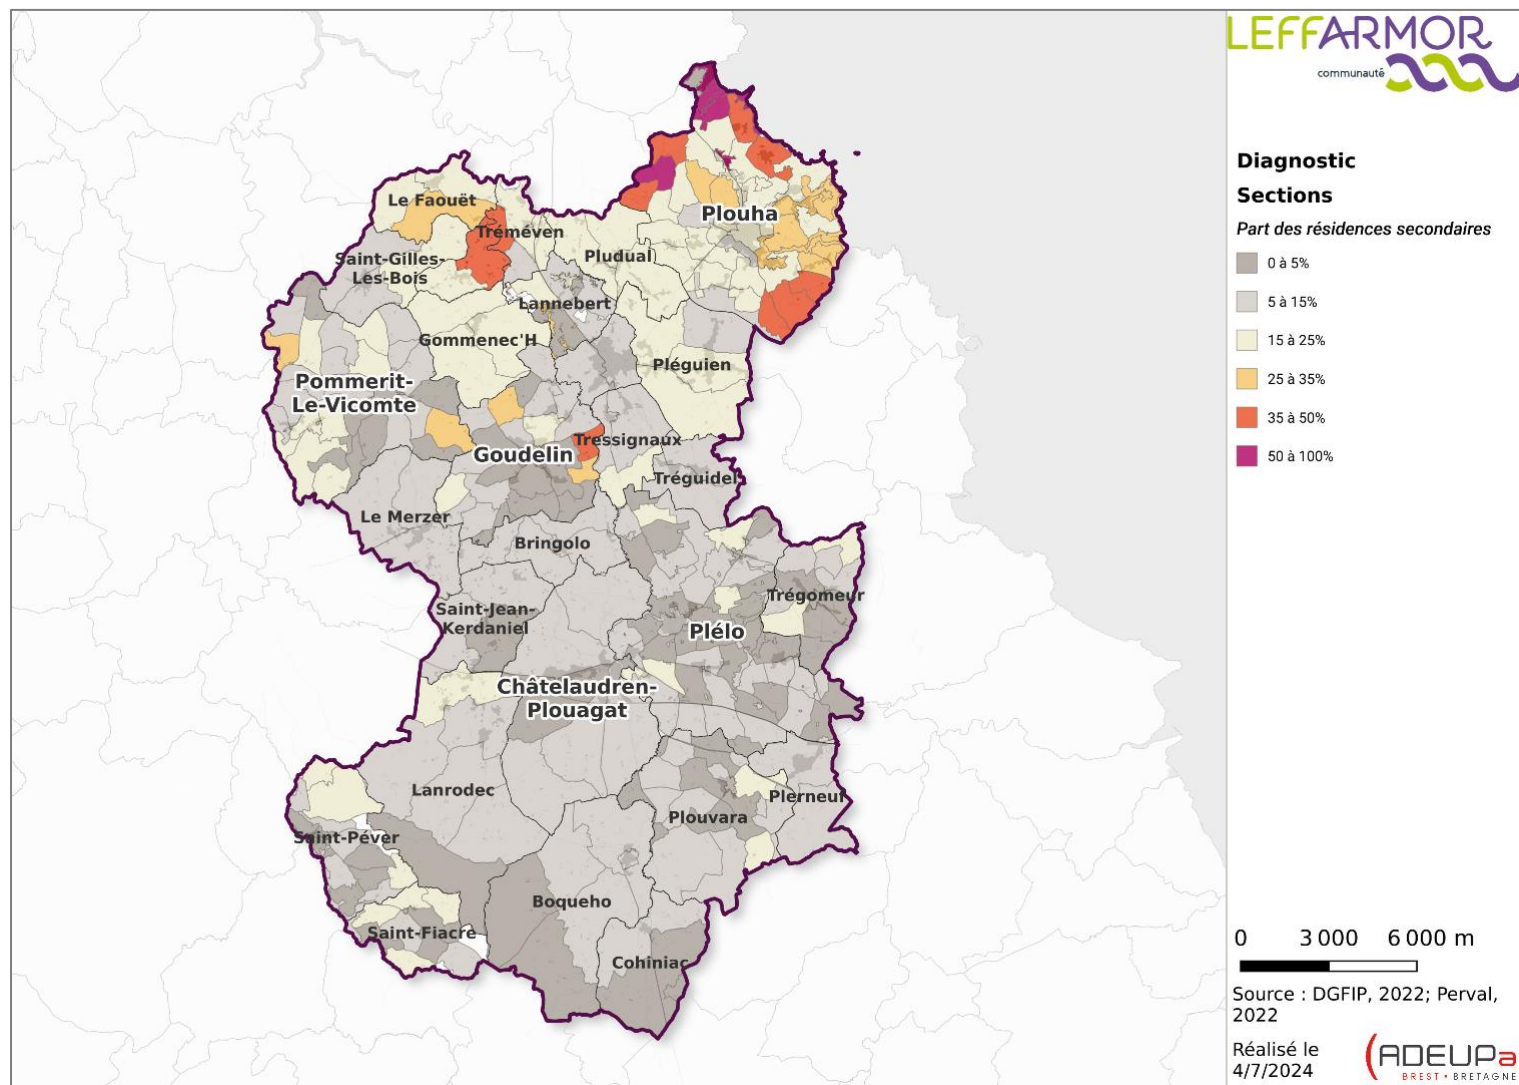 LEFFARMOR
communauté
Diagnostic
Sections
Part des résidences secondaires
0 à 5%
5 à 15%
15 à 25%
25 à 35%
35 à 50%
50 à 100%
Le Faouët
Tréméven
Plouha
Saint-Gilles-
Les-Bois
Pludual
Lannebert
Gommenec'H
Pléguien
Pommerit-
Le-Vicomte
Goudelin
Tressignaux
Tréguidel
Le Merzer
Bringolo
Trégomeur
Saint-Jean-
Kerdaniel
Plélo
Châtelaudren-
Plouagat
Lanrodec
Plerneuf
Plouvara
Saint-Péver
Boqueho
Saint-Fiacre
Cohiniac
0 3 000 6 000 m
Source : DGFIP, 2022; Perval,
2022
Réalisé le
4/7/2024
ADEUPa
BREST • BRETAGNE